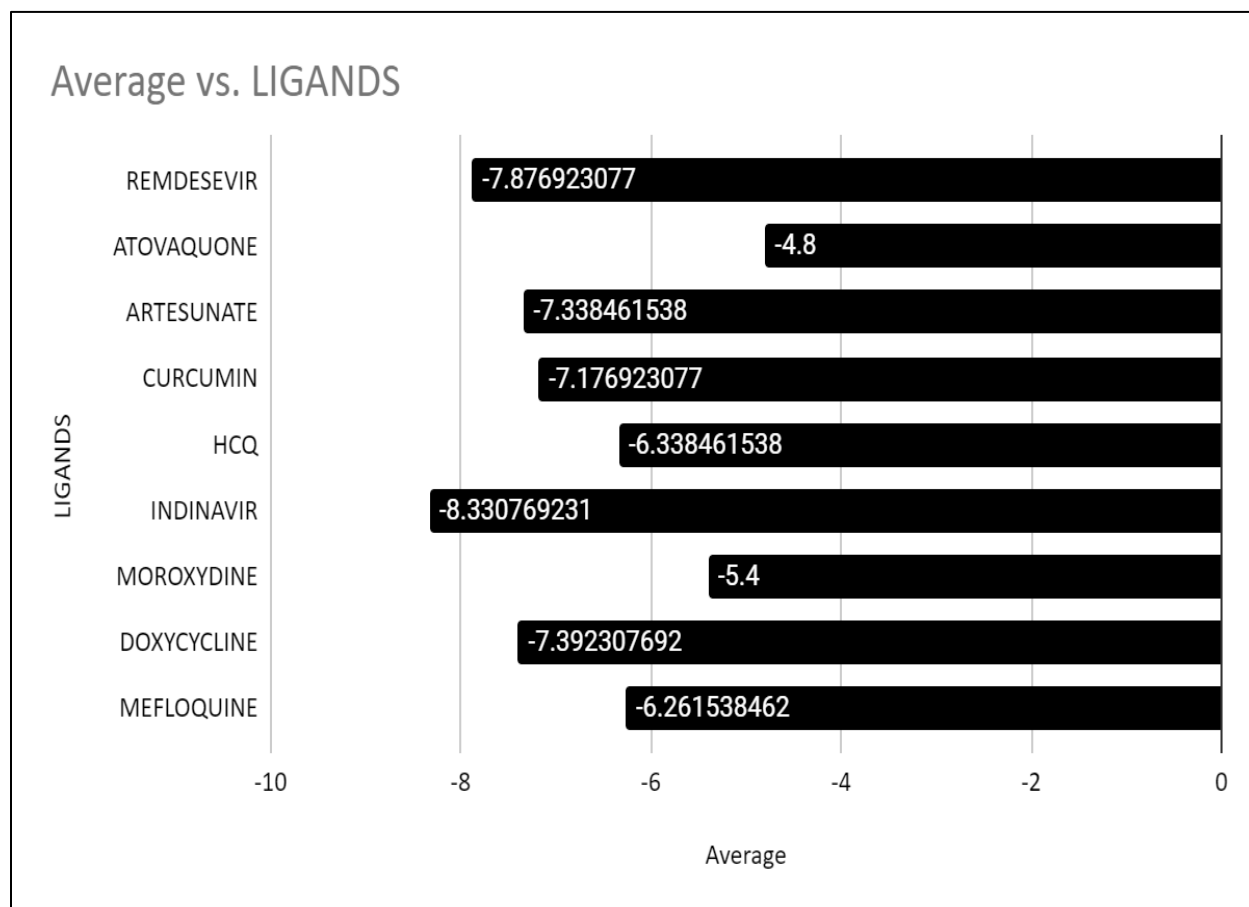 Average vs. LIGANDS
LIGANDS
REMDESEVIR
-7.876923077
ATOVAQUONE
-4.8
ARTESUNATE
-7.338461538
CURCUMIN
-7.176923077
HCQ
-6.338461538
INDINAVIR
-8.330769231
MOROXYDINE
-5.4
DOXYCYCLINE
-7.392307692
MEFLOQUINE
-6.261538462
-10 -8 -6 -4 -2 0
Average